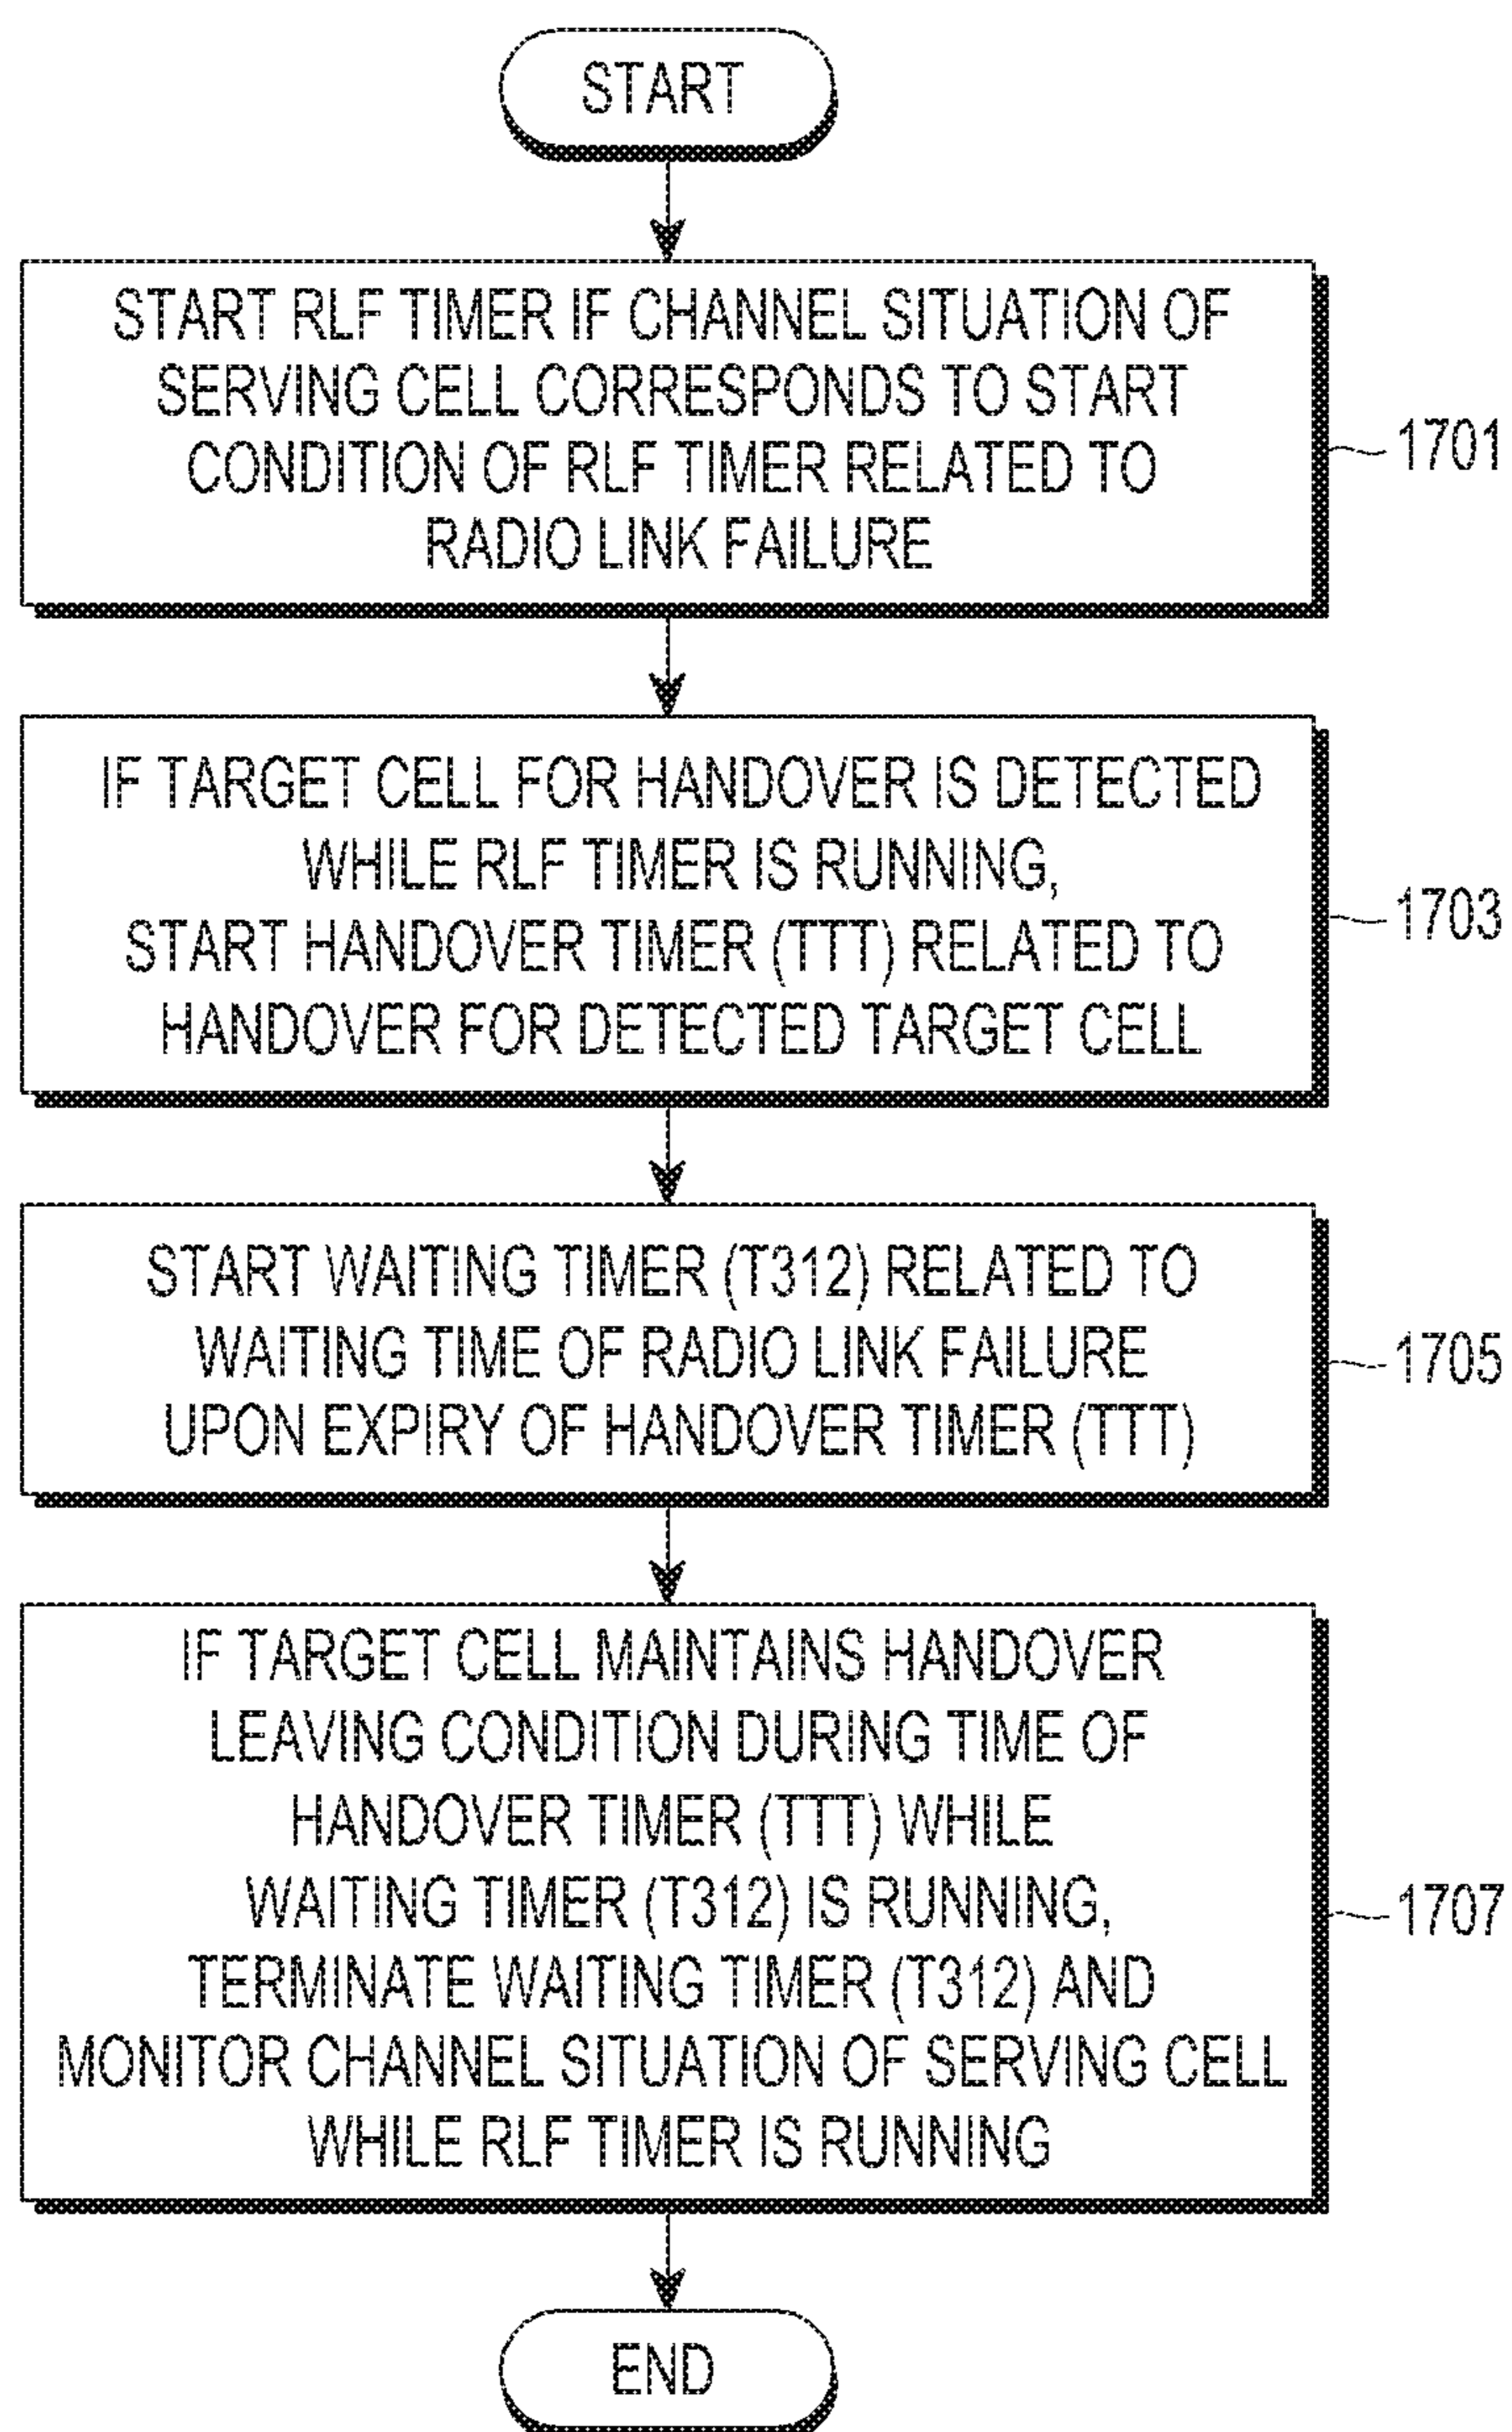 START
START RLF TIMER IF CHANNEL SITUATION OF
SERVING CELL CORRESPONDS TO START
CONDITION OF RLF TIMER RELATED TO
RADIO LINK FAILURE
1701
IF TARGET CELL FOR HANDOVER IS DETECTED
WHILE RLF TIMER IS RUNNING,
START HANDOVER TIMER (TTT) RELATED TO
HANDOVER FOR DETECTED TARGET CELL
1703
START WAITING TIMER (T312) RELATED TO
WAITING TIME OF RADIO LINK FAILURE
UPON EXPIRY OF HANDOVER TIMER (TTT)
1705
IF TARGET CELL MAINTAINS HANDOVER
LEAVING CONDITION DURING TIME OF
HANDOVER TIMER (TTT) WHILE
WAITING TIMER (T312) IS RUNNING,
TERMINATE WAITING TIMER (T312) AND
MONITOR CHANNEL SITUATION OF SERVING CELL
WHILE RLF TIMER IS RUNNING
1707
END